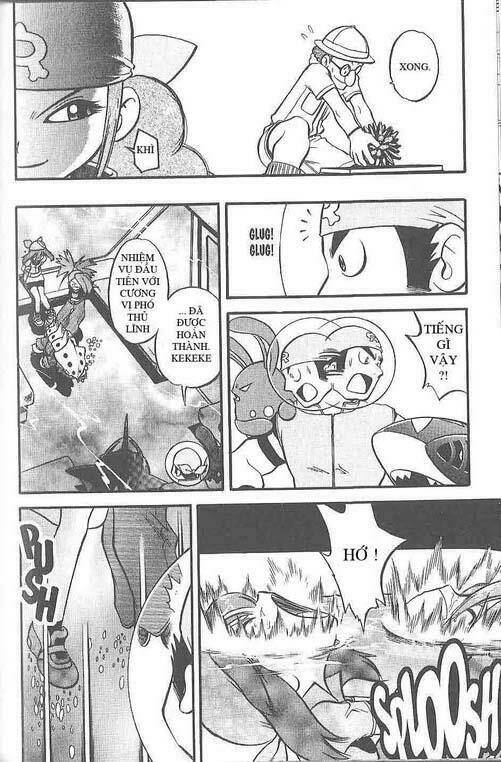 XONG.
KHÌ
GLUG!
GLUG!
TIẾNG
GÌ
VẬY
?!
NHIỆM
VỤ ĐẦU
TIÊN VỚI
CƯƠNG
VỊ PHÓ
THỦ
LĨNH
... ĐÃ
ĐƯỢC
HOÀN
THÀNH.
KEKEKE
HỚ !
RUSH
SPLOOSH